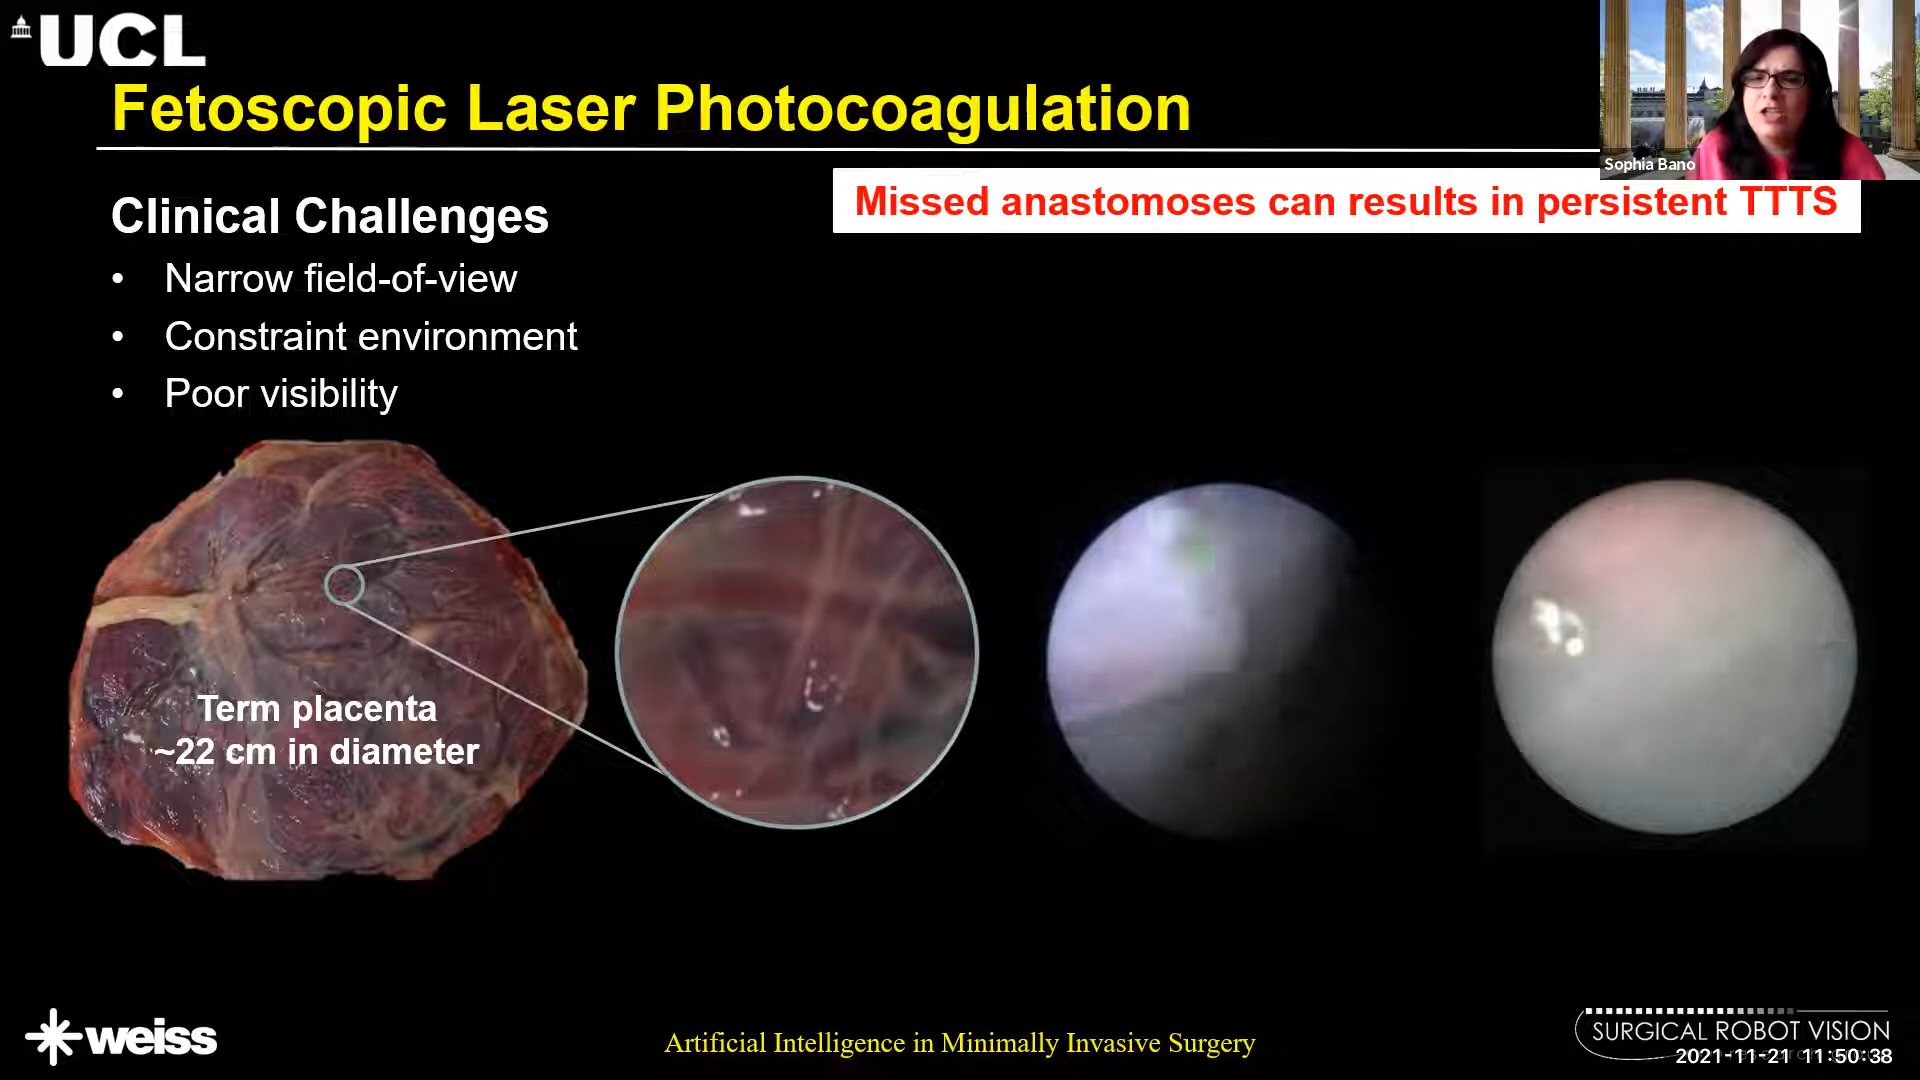 UCL
Fetoscopic Laser Photocoagulation
Sophia Bano
Missed anastomoses can results in persistent TTTS
Clinical Challenges
• Narrow field-of-view
• Constraint environment
• Poor visibility
Term placenta
~22 cm in diameter
weiss
Artificial Intelligence in Minimally Invasive Surgery
SURGICAL ROBOT VISION
2021-11-21 11:50:38